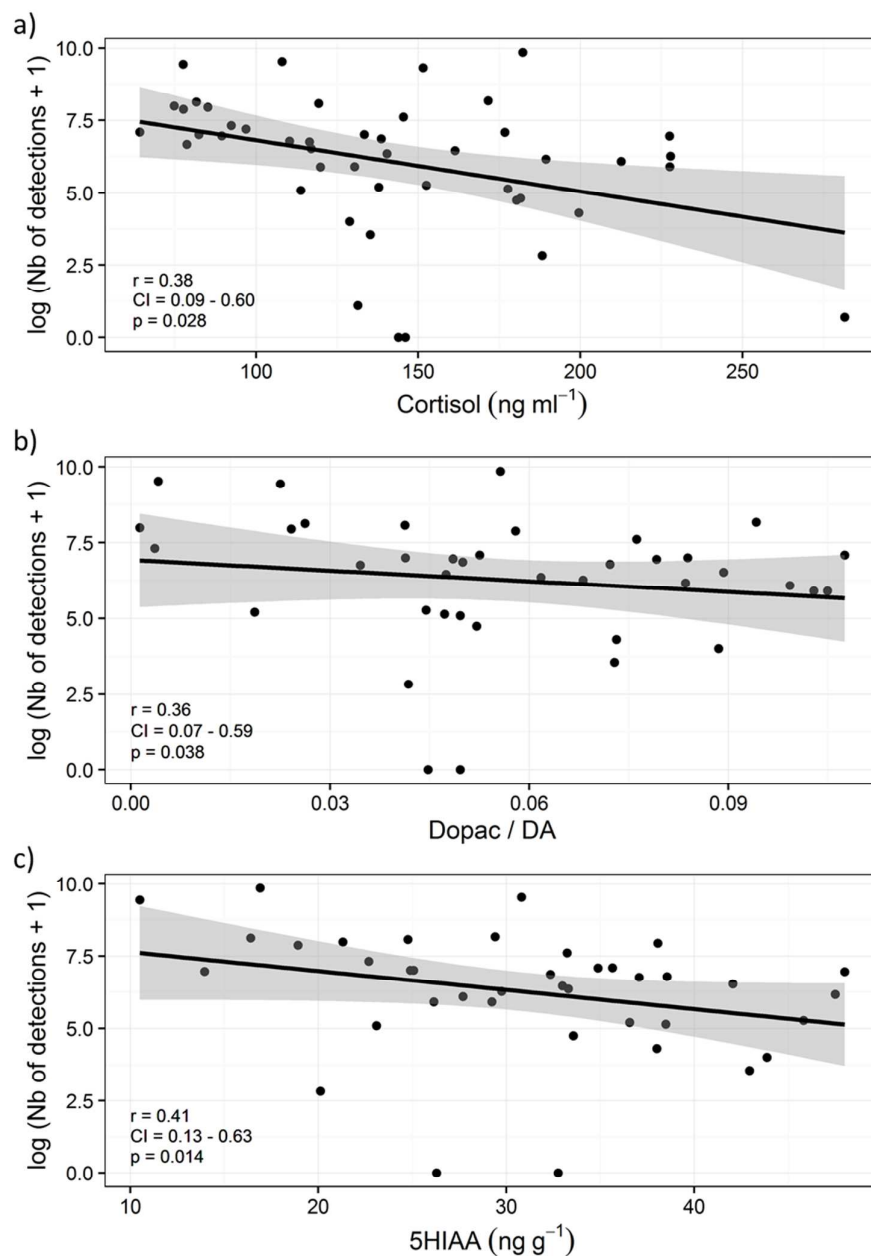 a)
10.0
7.5
5.0
2.5
0.0
log (Nb of detections + 1)
r = 0.38
CI = 0.09 - 0.60
p = 0.028
100 150 200 250
Cortisol (ng ml⁻¹)
b)
10.0
7.5
5.0
2.5
0.0
log (Nb of detections + 1)
r = 0.36
CI = 0.07 - 0.59
p = 0.038
0.00 0.03 0.06 0.09
Dopac / DA
c)
10.0
7.5
5.0
2.5
0.0
log (Nb of detections + 1)
r = 0.41
CI = 0.13 - 0.63
p = 0.014
10 20 30 40
5HIAA (ng g⁻¹)